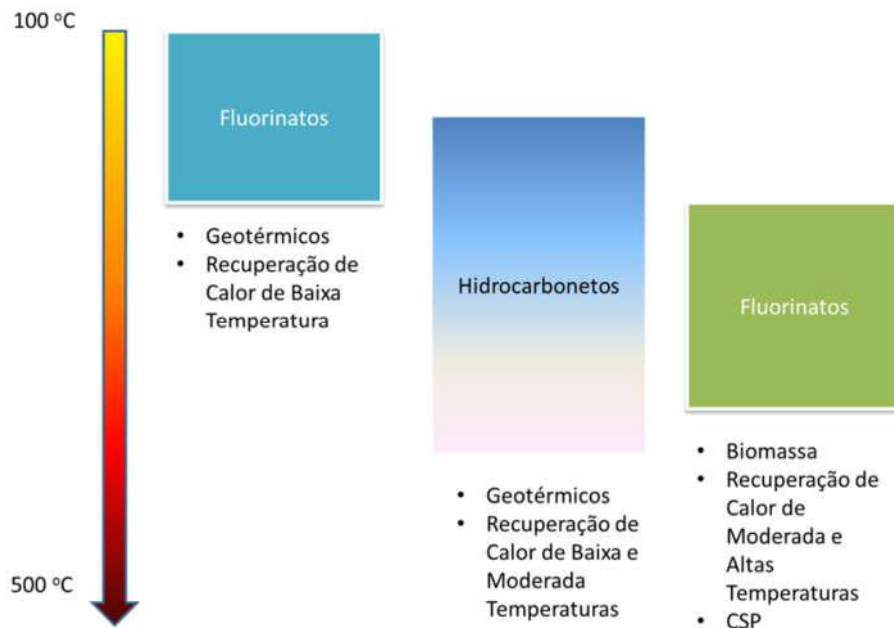 100 °C
Fluorinatos
• Geotérmicos
• Recuperação de
Calor de Baixa
Temperatura
Hidrocarbonetos
• Geotérmicos
• Recuperação de
Calor de Baixa e
Moderada
Temperaturas
Fluorinatos
• Biomassa
• Recuperação de
Calor de
Moderada e
Altas
Temperaturas
• CSP
500 °C